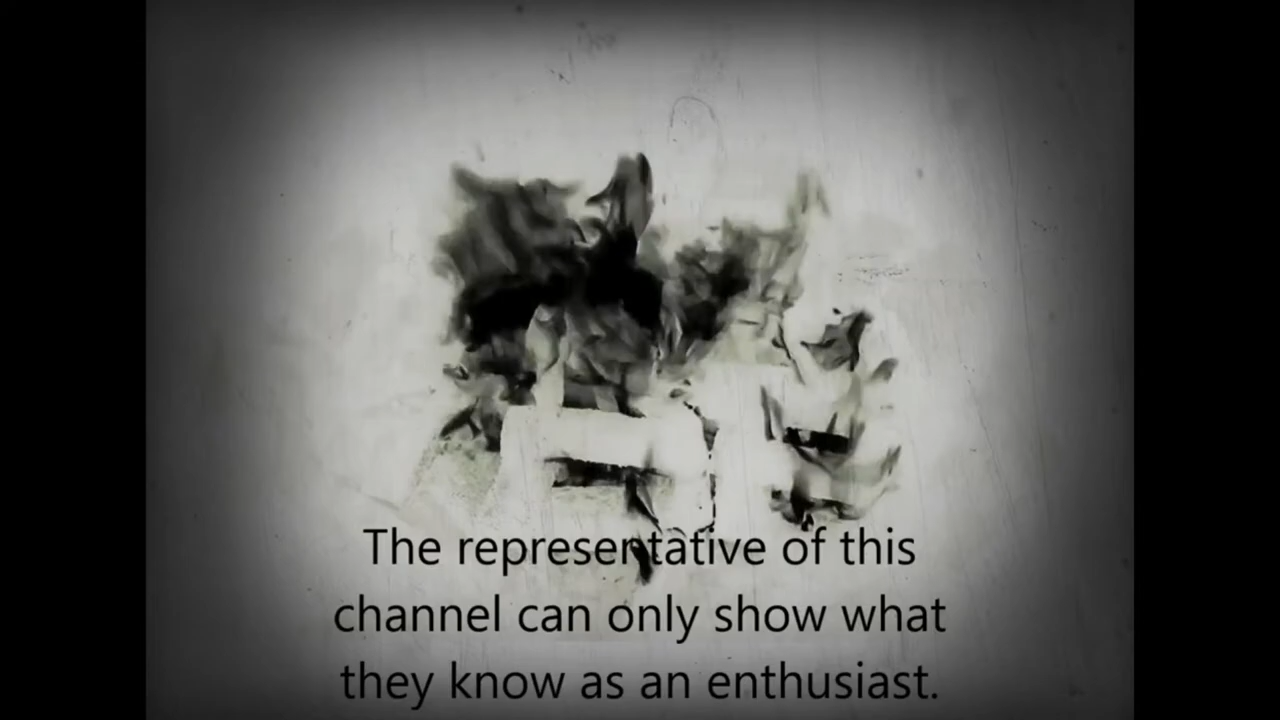 The representative of this
channel can only show what
they know as an enthusiast.